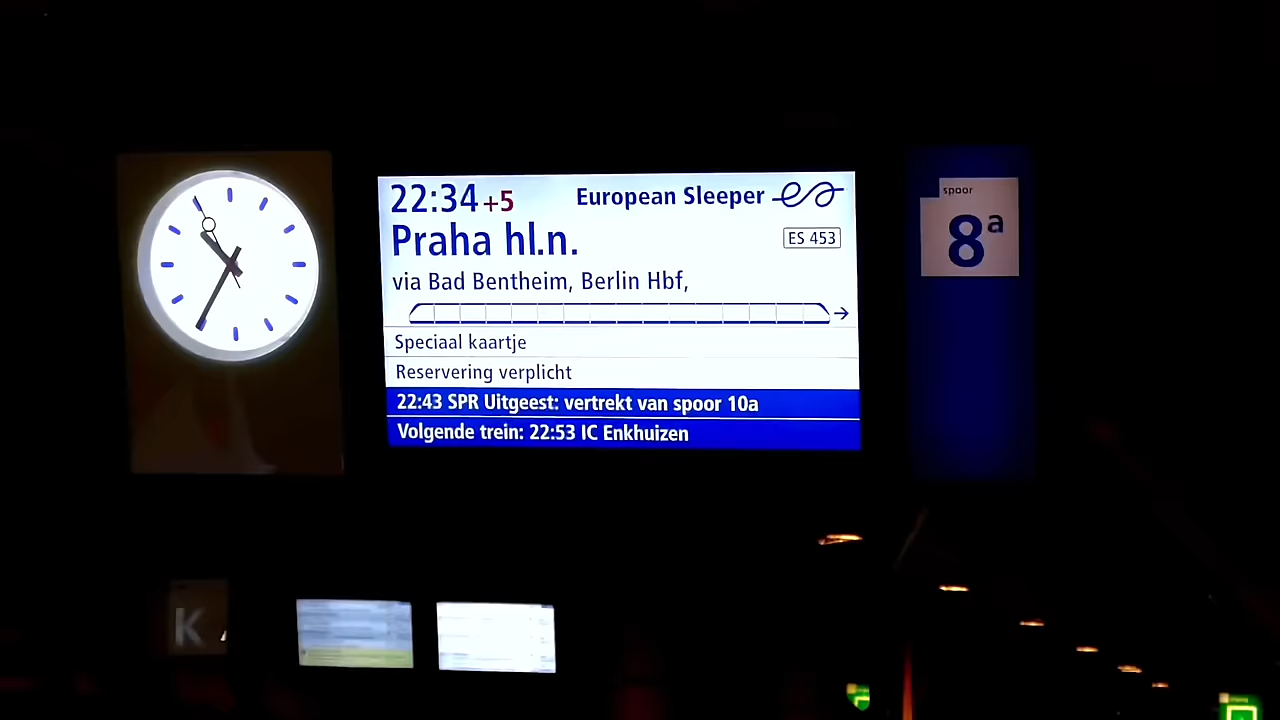 22:34 +5 European Sleeper
Praha hl.n. ES 453
via Bad Bentheim, Berlin Hbf,
Speciaal kaartje
Reservering verplicht
22:43 SPR Uitgeest: vertrekt van spoor 10a
Volgende trein: 22:53 IC Enkhuizen
spoor
8a
K